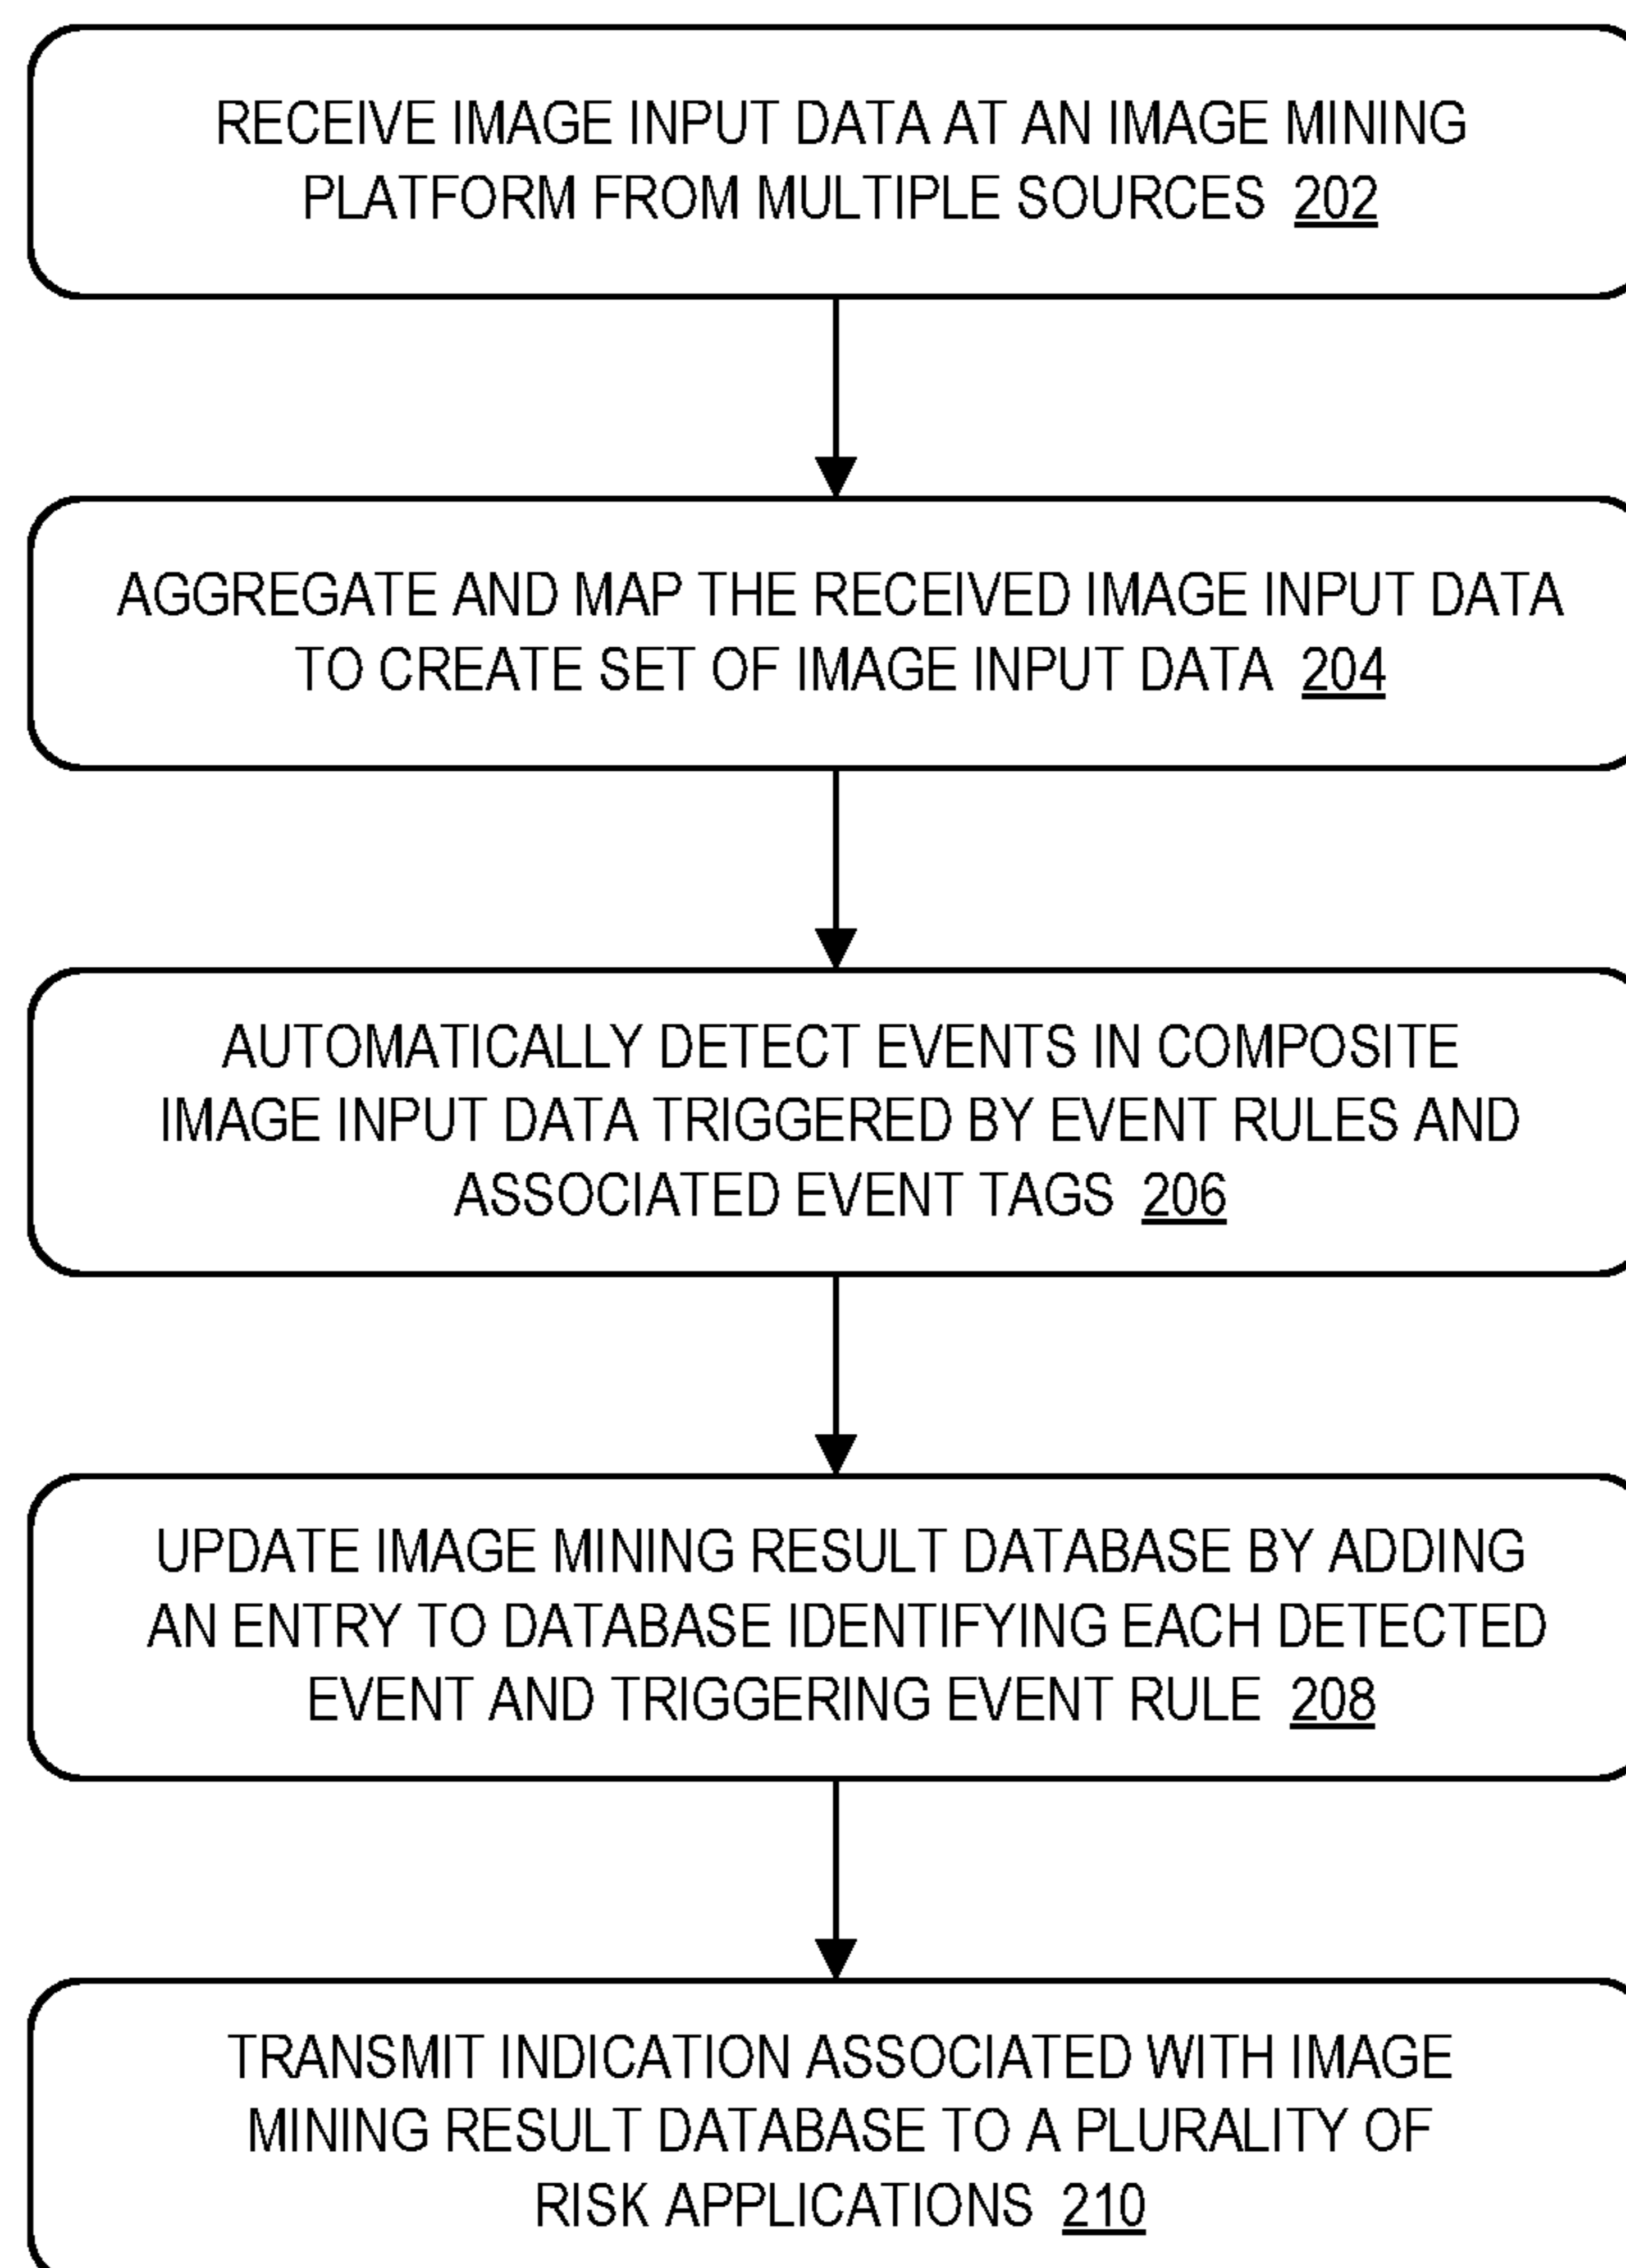 RECEIVE IMAGE INPUT DATA AT AN IMAGE MINING
PLATFORM FROM MULTIPLE SOURCES 202
AGGREGATE AND MAP THE RECEIVED IMAGE INPUT DATA
TO CREATE SET OF IMAGE INPUT DATA 204
AUTOMATICALLY DETECT EVENTS IN COMPOSITE
IMAGE INPUT DATA TRIGGERED BY EVENT RULES AND
ASSOCIATED EVENT TAGS 206
UPDATE IMAGE MINING RESULT DATABASE BY ADDING
AN ENTRY TO DATABASE IDENTIFYING EACH DETECTED
EVENT AND TRIGGERING EVENT RULE 208
TRANSMIT INDICATION ASSOCIATED WITH IMAGE
MINING RESULT DATABASE TO A PLURALITY OF
RISK APPLICATIONS 210